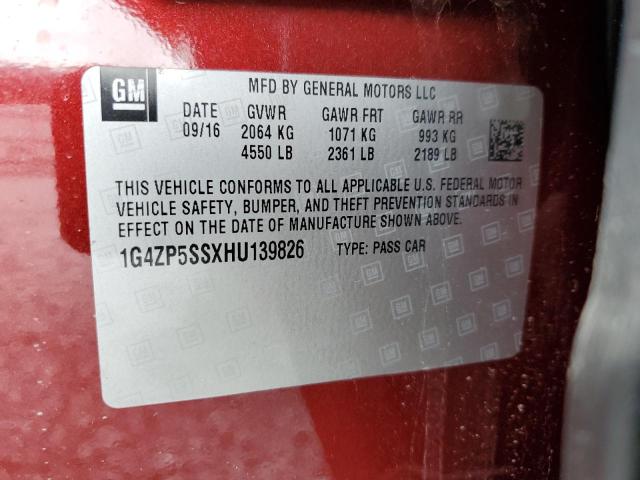 GM
MFD BY GENERAL MOTORS LLC
DATE GVWR GAWR FRT GAWR RR
09/16 2064 KG 1071 KG 993 KG
4550 LB 2361 LB 2189 LB
THIS VEHICLE CONFORMS TO ALL APPLICABLE U.S. FEDERAL MOTOR
VEHICLE SAFETY, BUMPER, AND THEFT PREVENTION STANDARDS IN
EFFECT ON THE DATE OF MANUFACTURE SHOWN ABOVE.
1G4ZP5SSXHU139826 TYPE: PASS CAR